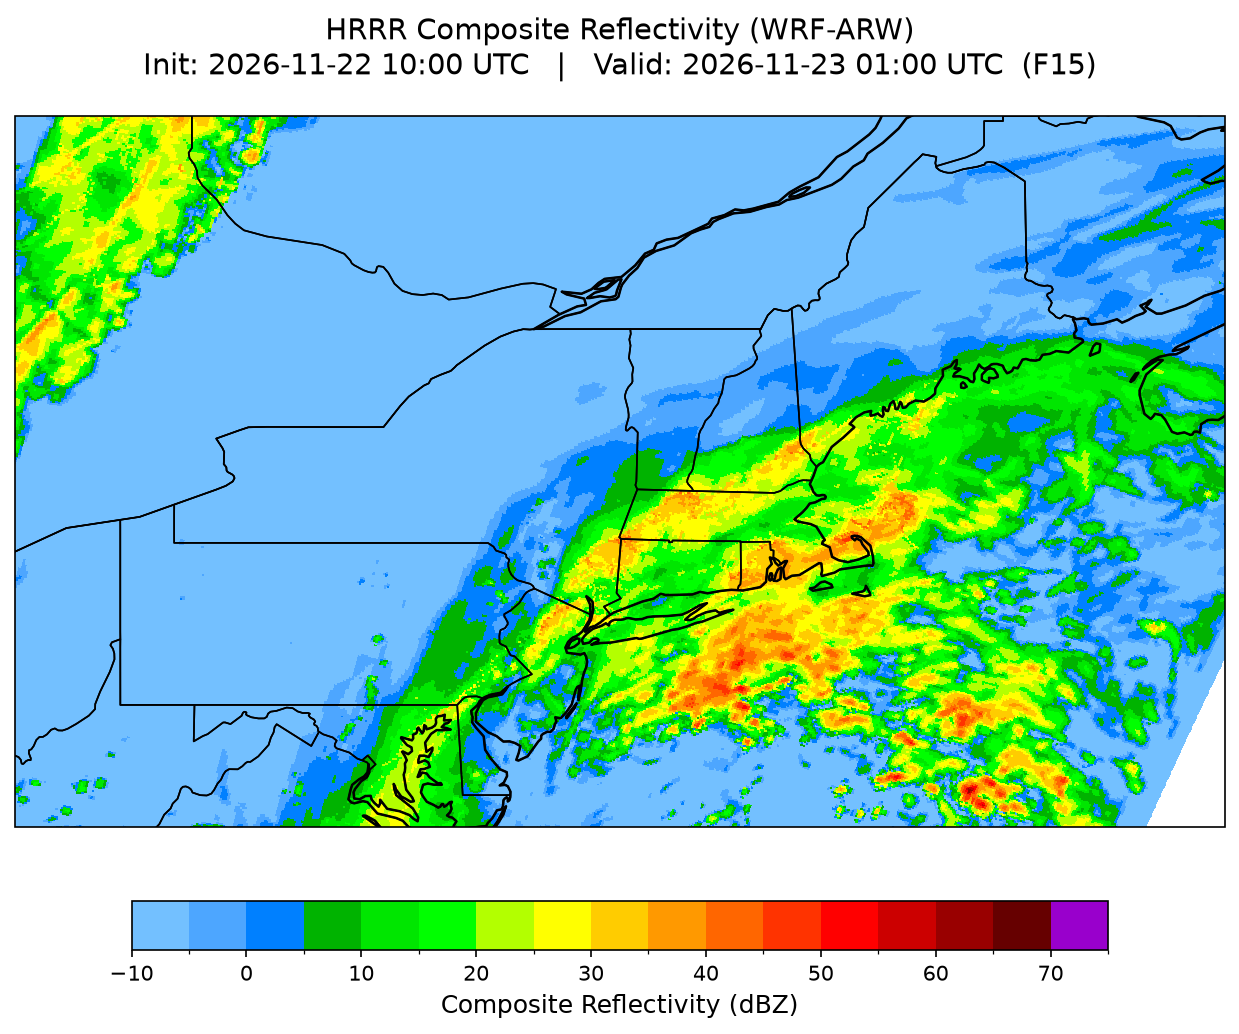 HRRR Composite Reflectivity (WRF-ARW)
Init: 2026-11-22 10:00 UTC   |   Valid: 2026-11-23 01:00 UTC  (F15)
−10 0 10 20 30 40 50 60 70
Composite Reflectivity (dBZ)